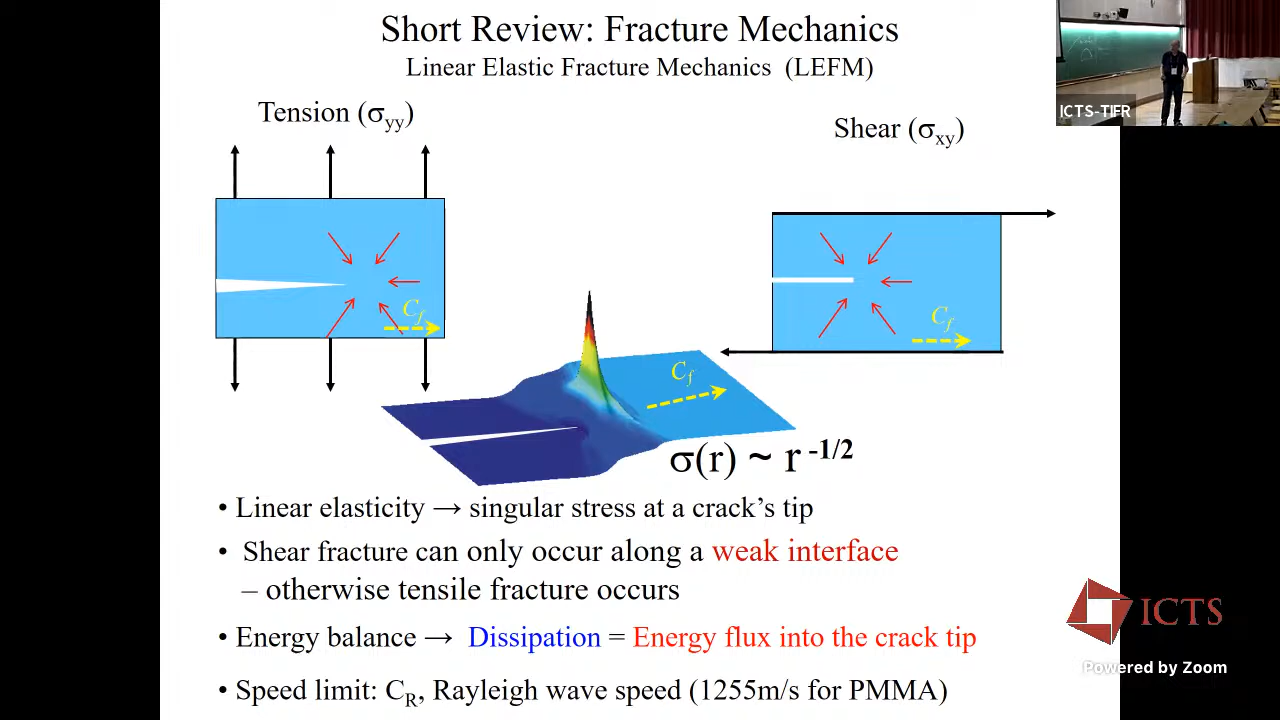 Short Review: Fracture Mechanics
Linear Elastic Fracture Mechanics (LEFM)
Tension (σyy)
Shear (σxy)
ICTS-TIFR
Cf
Cf
Cf
σ(r) ~ r -1/2
• Linear elasticity → singular stress at a crack's tip
• Shear fracture can only occur along a weak interface
– otherwise tensile fracture occurs
• Energy balance → Dissipation = Energy flux into the crack tip
• Speed limit: CR, Rayleigh wave speed (1255m/s for PMMA)
ICTS
Powered by Zoom